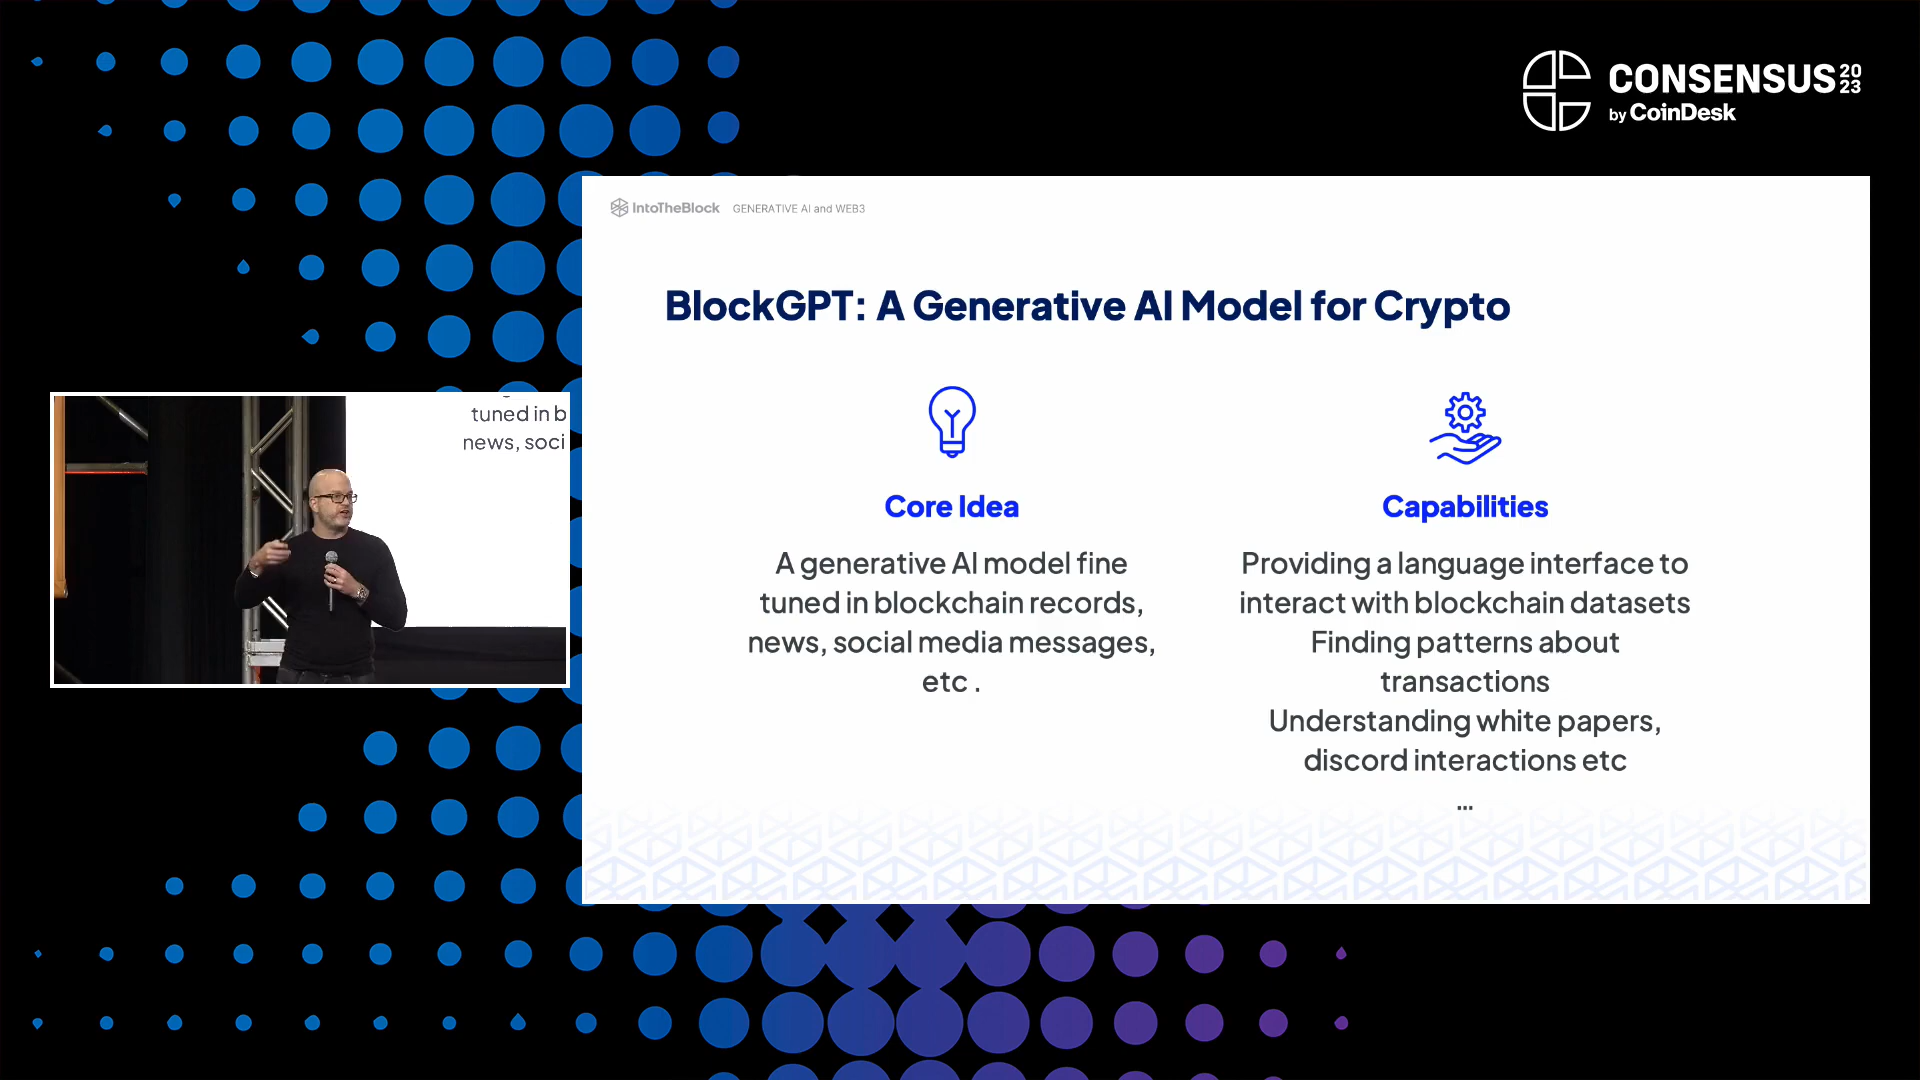 CONSENSUS 20
23
by CoinDesk
IntoTheBlock GENERATIVE AI and WEB3
BlockGPT: A Generative AI Model for Crypto
Core Idea
A generative AI model fine
tuned in blockchain records,
news, social media messages,
etc .
Capabilities
Providing a language interface to
interact with blockchain datasets
Finding patterns about
transactions
Understanding white papers,
discord interactions etc
...
tuned in b
news, soci